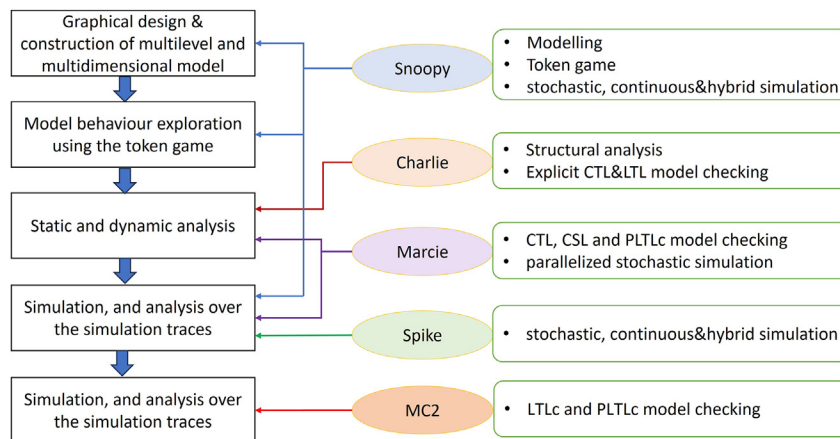 Graphical design &
construction of multilevel and
multidimensional model
Model behaviour exploration
using the token game
Static and dynamic analysis
Simulation, and analysis over
the simulation traces
Simulation, and analysis over
the simulation traces
Snoopy
Charlie
Marcie
Spike
MC2
• Modelling
• Token game
• stochastic, continuous&hybrid simulation
• Structural analysis
• Explicit CTL&LTL model checking
• CTL, CSL and PLTLc model checking
• parallelized stochastic simulation
• stochastic, continuous&hybrid simulation
• LTLc and PLTLc model checking